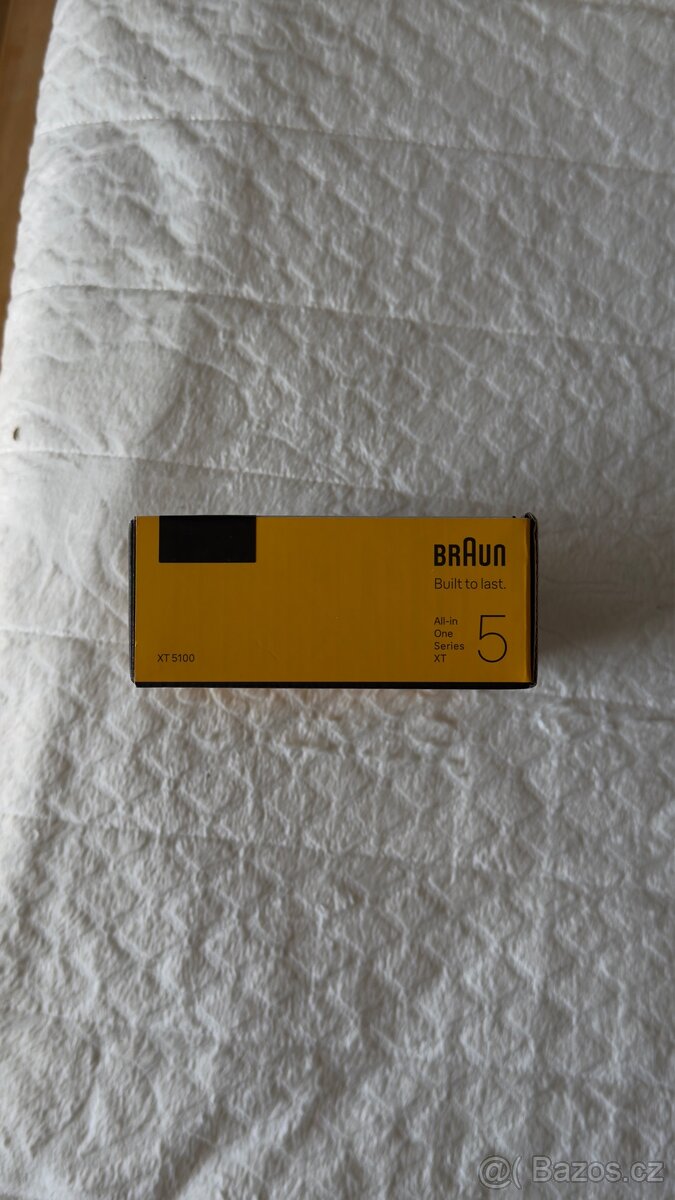 BRAUN
Built to last.
All-in
One
Series
XT
5
XT 5100
@( Bazos.cz